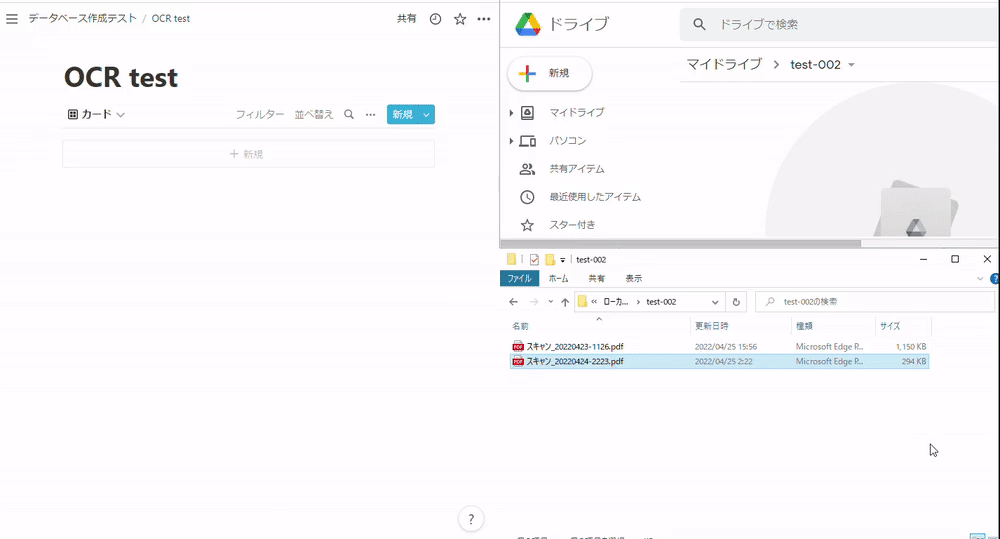 データベース作成テスト / OCR test
共有
OCR test
カード
フィルター 並べ替え
新規
+ 新規
?
ドライブ
ドライブで検索
新規
マイドライブ > test-002
マイドライブ
パソコン
共有アイテム
最近使用したアイテム
スター付き
test-002
ファイル ホーム 共有 表示
« ローカ... > test-002
test-002の検索
名前 更新日時 種類 サイズ
スキャン_20220423-1126.pdf 2022/04/25 15:56 Microsoft Edge R... 1,150 KB
スキャン_20220424-2223.pdf 2022/04/25 2:22 Microsoft Edge R... 294 KB